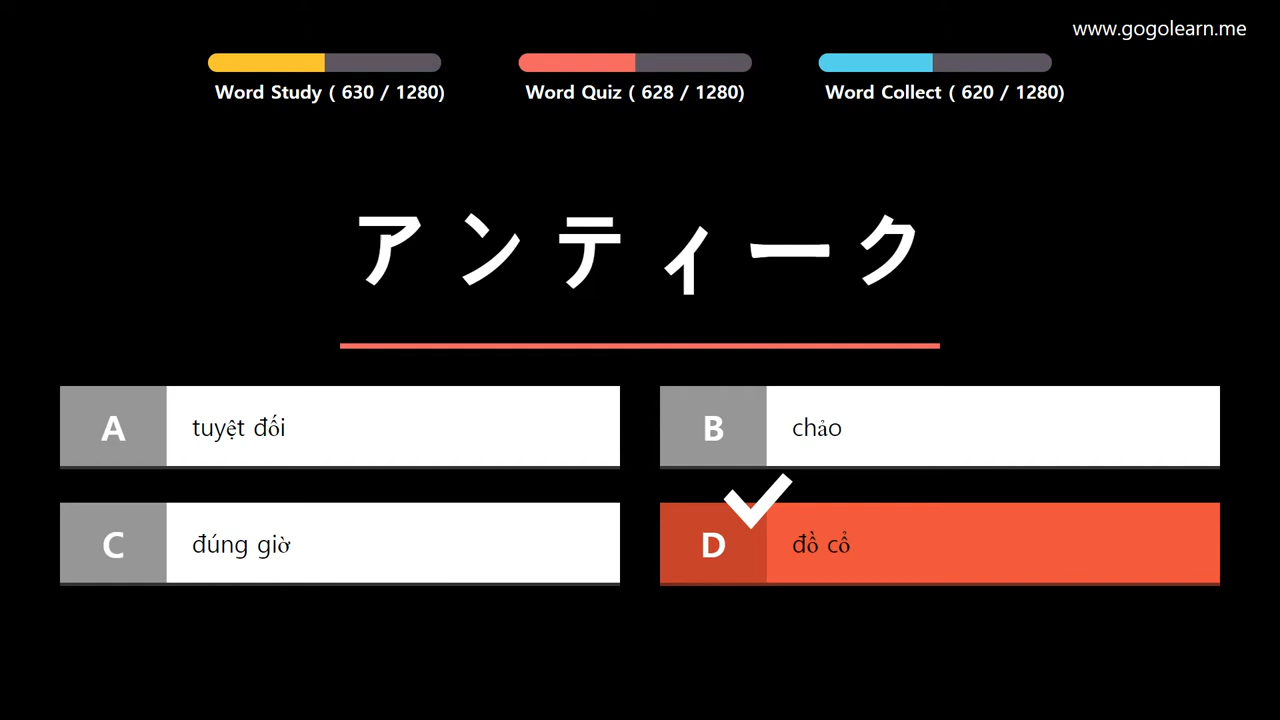 www.gogolearn.me
Word Study ( 630 / 1280)
Word Quiz ( 628 / 1280)
Word Collect ( 620 / 1280)
アンティーク
A tuyệt đối
B chảo
C đúng giờ
D đồ cổ